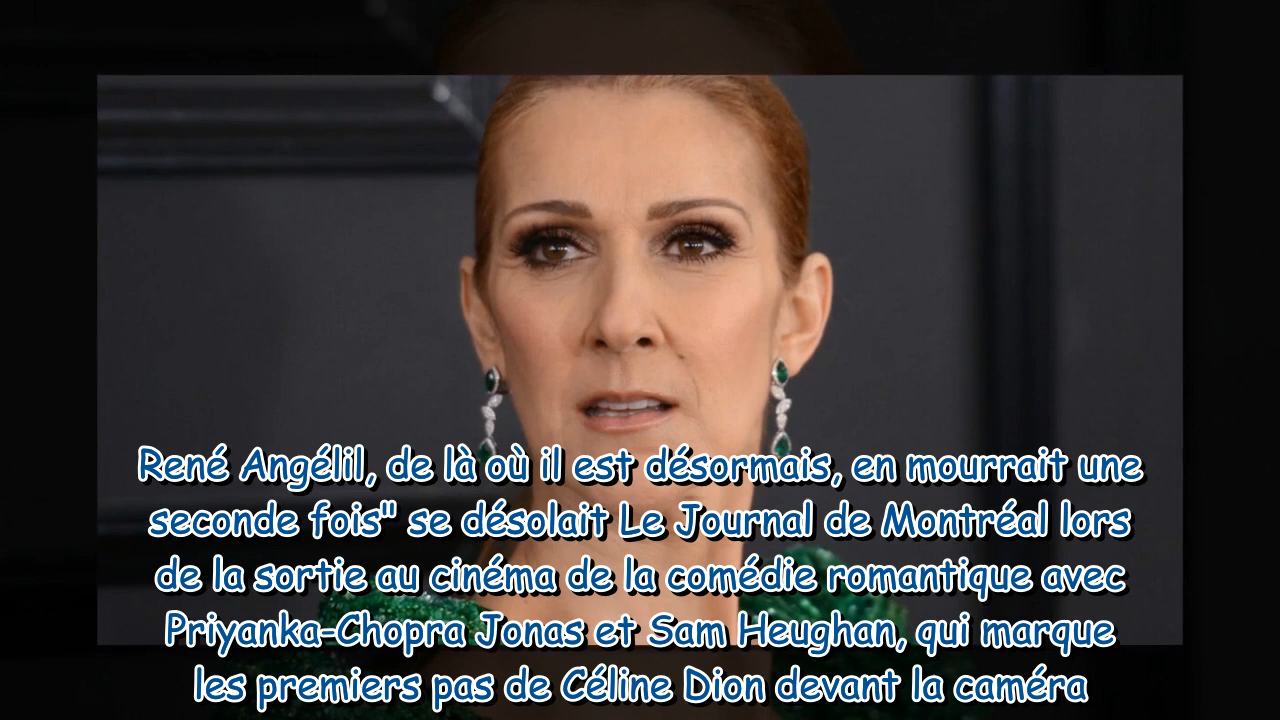 René Angélil, de là où il est désormais, en mourrait une
seconde fois" se désolait Le Journal de Montréal lors
de la sortie au cinéma de la comédie romantique avec
Priyanka-Chopra Jonas et Sam Heughan, qui marque
les premiers pas de Céline Dion devant la caméra